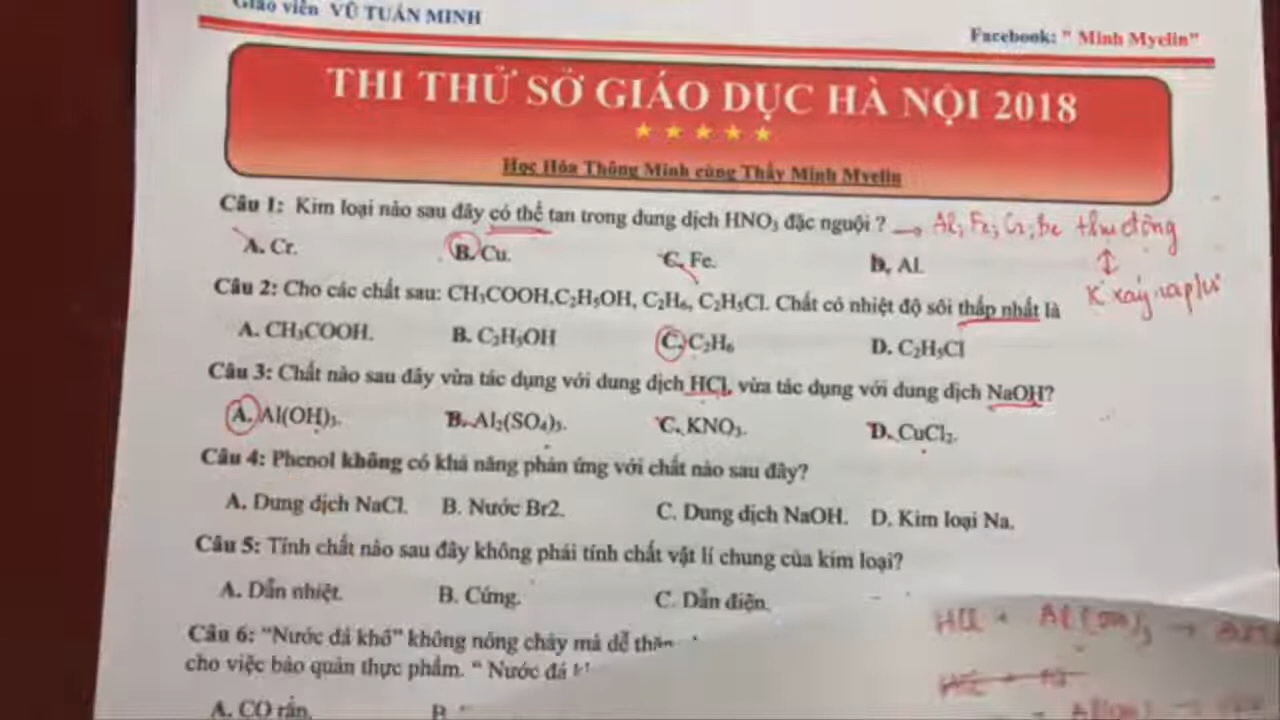 Giáo viên VŨ TUẤN MINH
Facebook: " Minh Myelin"
THI THỬ SỞ GIÁO DỤC HÀ NỘI 2018
Học Hóa Thông Minh cùng Thầy Minh Myelin
Câu 1: Kim loại nào sau đây có thể tan trong dung dịch HNO₃ đặc nguội ? → Al, Fe, Cr, Be thụ động
A. Cr. B. Cu. C. Fe. D. Al.
↕
K xảy ra p/ư
Câu 2: Cho các chất sau: CH₃COOH.C₂H₅OH, C₂H₆, C₂H₅Cl. Chất có nhiệt độ sôi thấp nhất là
A. CH₃COOH. B. C₂H₅OH C. C₂H₆ D. C₂H₅Cl
Câu 3: Chất nào sau đây vừa tác dụng với dung dịch HCl, vừa tác dụng với dung dịch NaOH?
A. Al(OH)₃. B. Al₂(SO₄)₃. C. KNO₃. D. CuCl₂.
Câu 4: Phenol không có khả năng phản ứng với chất nào sau đây?
A. Dung dịch NaCl. B. Nước Br2. C. Dung dịch NaOH. D. Kim loại Na.
Câu 5: Tính chất nào sau đây không phải tính chất vật lí chung của kim loại?
A. Dẫn nhiệt. B. Cứng. C. Dẫn điện.
HCl + Al(OH)₃ →
Câu 6: "Nước đá khô" không nóng chảy mà dễ
cho việc bảo quản thực phẩm. " Nước đá
A. CO rắn. B